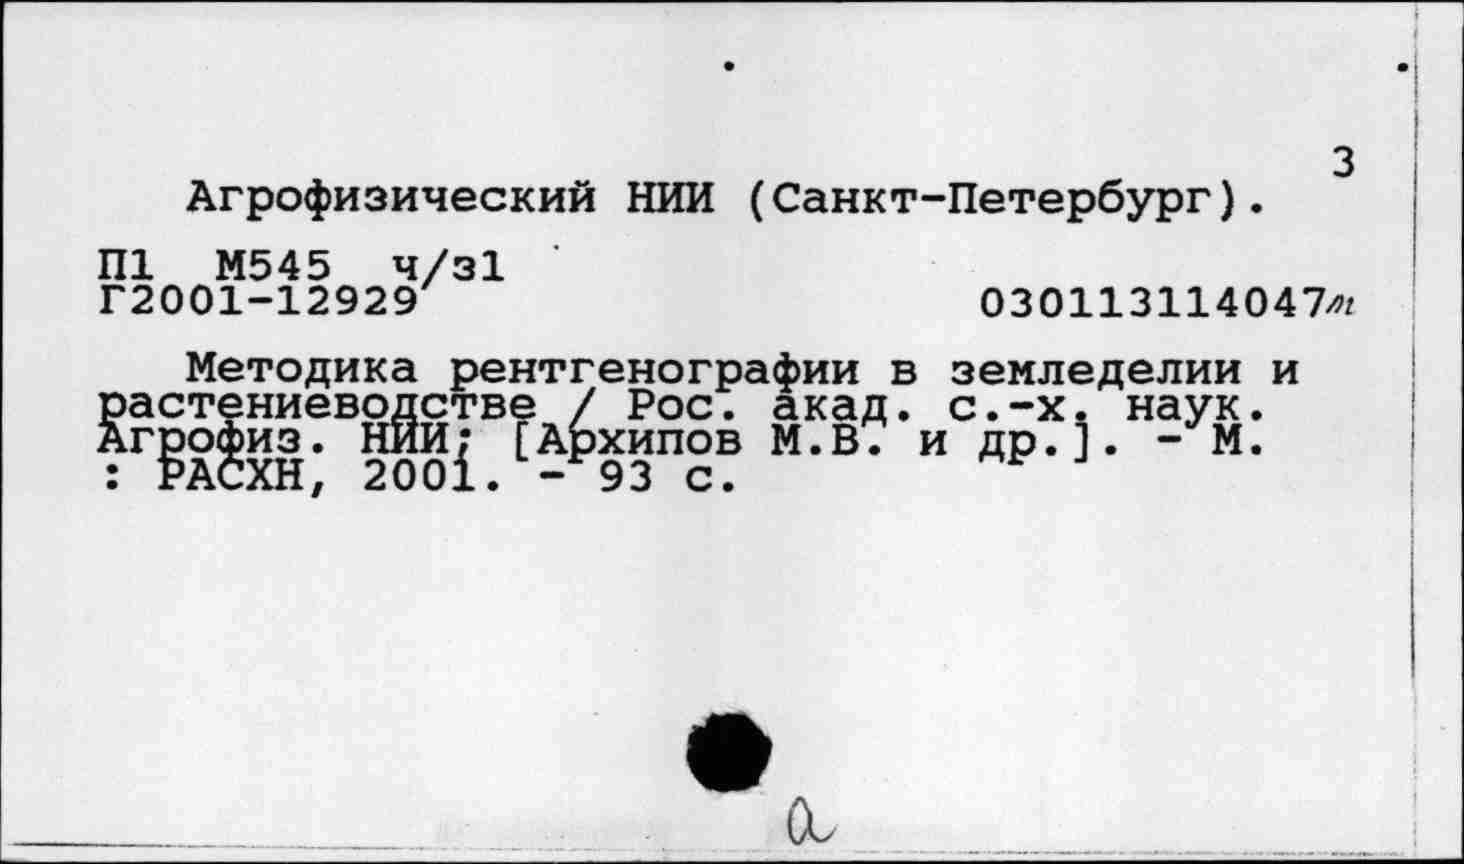 3
Агрофизический НИИ (Санкт-Петербург).
П1 М545 ч/з1
Г2001-12929 030113114047т
Методика рентгенографии в земледелии и
растениеводстве / Рос. акад. с.-х. наук.
Агрофиз. НИИ; [Архипов М.В. и др.]. - М.
: РАСХН, 2001. - 93 с.
а